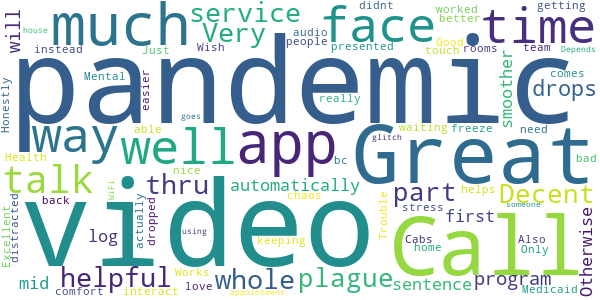 much
service
Very
face
time
will
instead
Just
Wish
audio
people
presented
didnt
worked
better
Good
touch
rooms
getting
team
Depends
house
Honestly
pandemic
Mental
easier
really
smoother
comes
drops
way
well
app
Great
able
bc
waiting
freeze
need
bad
Health
talk
nice
goes
glitch
thru
automatically
part
helps
Decent
Excellent
distracted
back
WiFi
actually
dropped
video
chaos
stress
Trouble
Call
first
someone
Otherwise
log
using
keeping
home
Cabs
Also
Only
mid
helpful
Works
love
whole
plague
sentence
program
Medicaid
comfort
interact
appointment